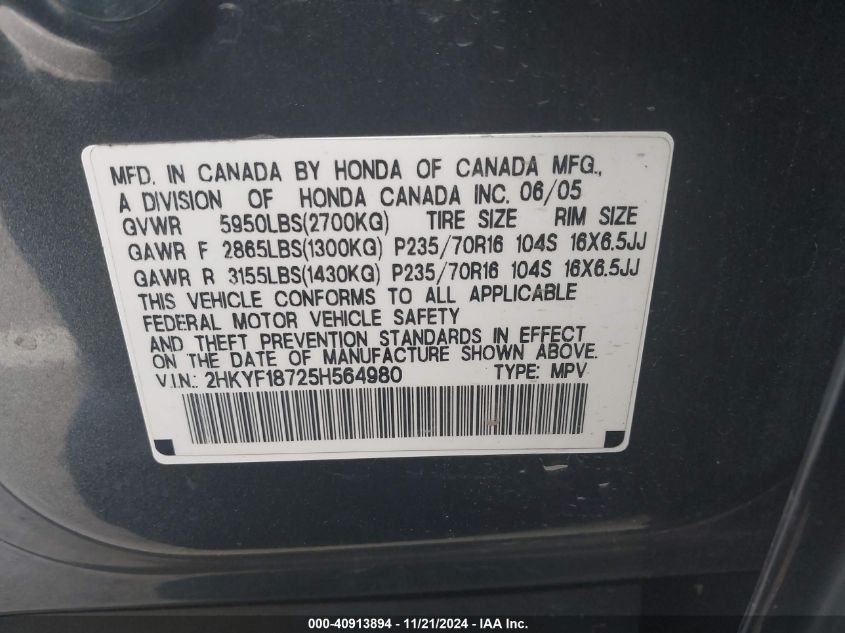 MFD. IN CANADA BY HONDA OF CANADA MFG.,
A DIVISION OF HONDA CANADA INC. 06/05
GVWR 5950LBS(2700KG) TIRE SIZE RIM SIZE
GAWR F 2865LBS(1300KG) P235/70R16 104S 16X6.5JJ
GAWR R 3155LBS(1430KG) P235/70R16 104S 16X6.5JJ
THIS VEHICLE CONFORMS TO ALL APPLICABLE
FEDERAL MOTOR VEHICLE SAFETY
AND THEFT PREVENTION STANDARDS IN EFFECT
ON THE DATE OF MANUFACTURE SHOWN ABOVE.
V.I.N.: 2HKYF18725H564980 TYPE: MPV
000-40913894 - 11/21/2024 - IAA Inc.